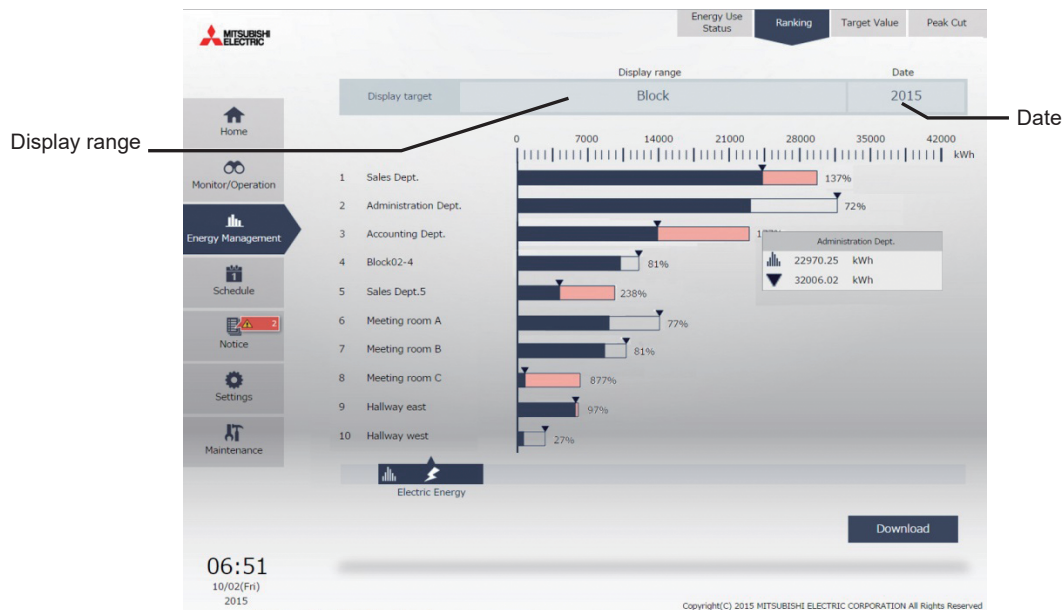 MITSUBISHI
ELECTRIC
Energy Use
Status
Ranking
Target Value
Peak Cut
Display range
Date
Display target
Block
2015
Display range
Date
Home
Monitor/Operation
Energy Management
1
Schedule
2
Notice
Settings
Maintenance
0 7000 14000 21000 28000 35000 42000
kWh
1 Sales Dept. 137%
2 Administration Dept. 72%
3 Accounting Dept.
4 Block02-4 81%
5 Sales Dept.5 238%
6 Meeting room A 77%
7 Meeting room B 81%
8 Meeting room C 877%
9 Hallway east 97%
10 Hallway west 27%
Administration Dept.
22970.25 kWh
32006.02 kWh
Electric Energy
Download
06:51
10/02(Fri)
2015
Copyright(C) 2015 MITSUBISHI ELECTRIC CORPORATION All Rights Reserved